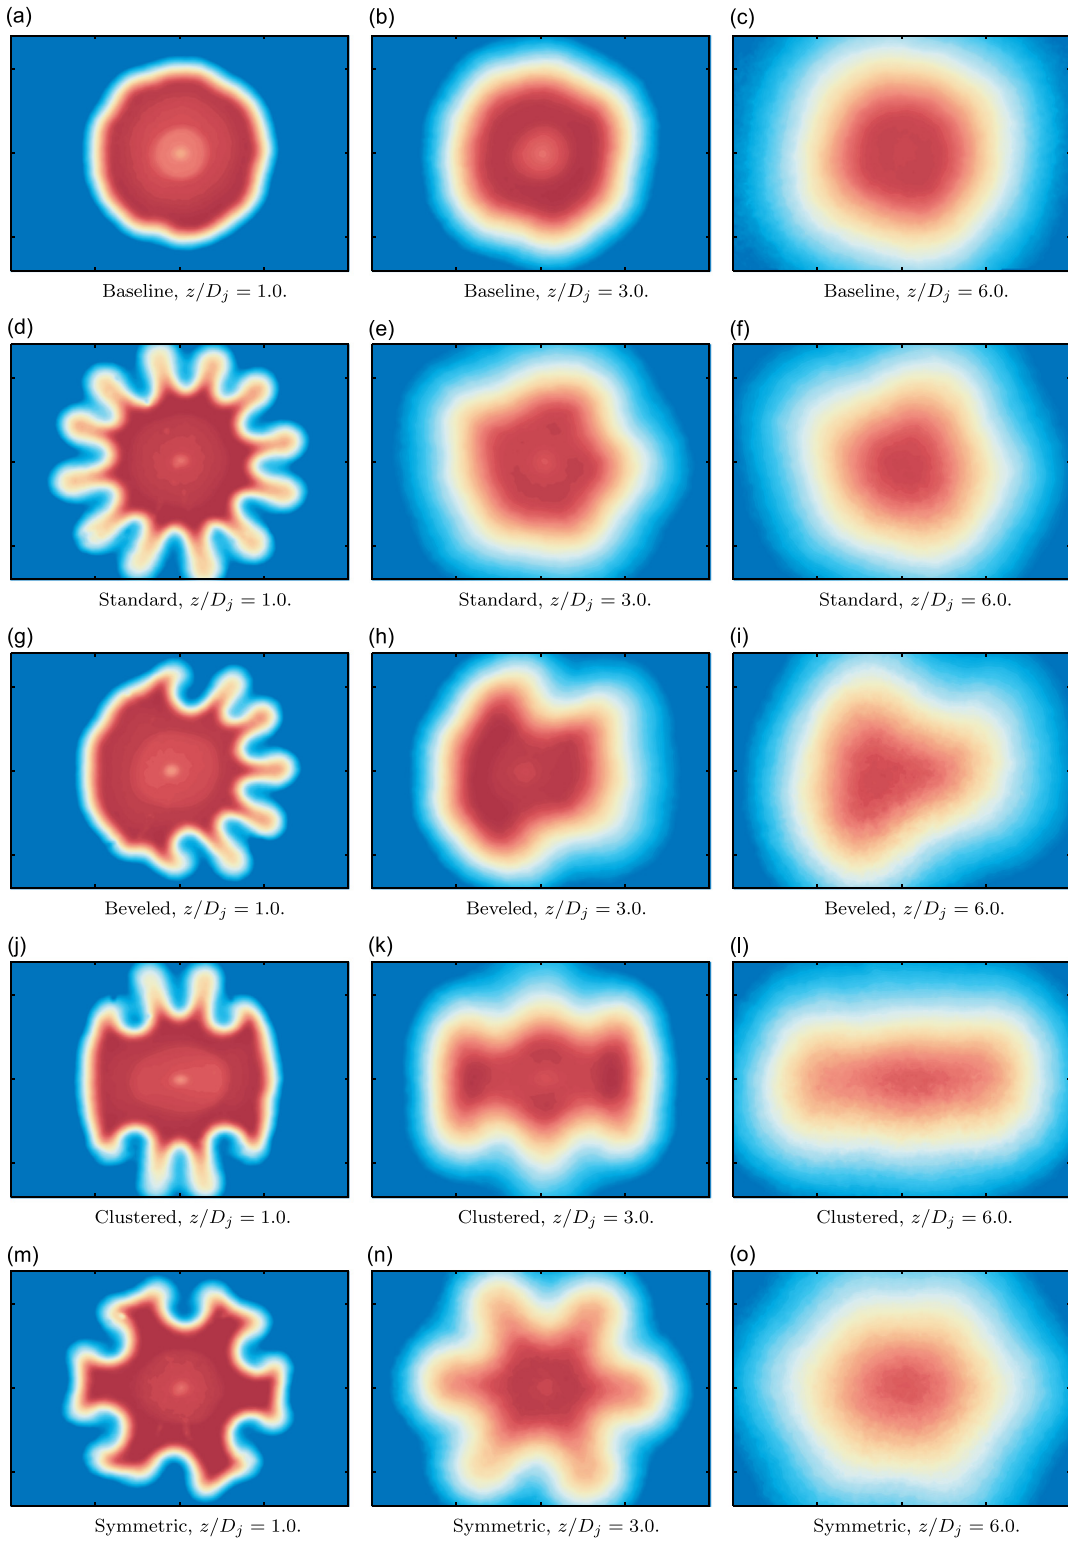 (a) (b) (c)
Baseline, z/D_j = 1.0. Baseline, z/D_j = 3.0. Baseline, z/D_j = 6.0.
(d) (e) (f)
Standard, z/D_j = 1.0. Standard, z/D_j = 3.0. Standard, z/D_j = 6.0.
(g) (h) (i)
Beveled, z/D_j = 1.0. Beveled, z/D_j = 3.0. Beveled, z/D_j = 6.0.
(j) (k) (l)
Clustered, z/D_j = 1.0. Clustered, z/D_j = 3.0. Clustered, z/D_j = 6.0.
(m) (n) (o)
Symmetric, z/D_j = 1.0. Symmetric, z/D_j = 3.0. Symmetric, z/D_j = 6.0.